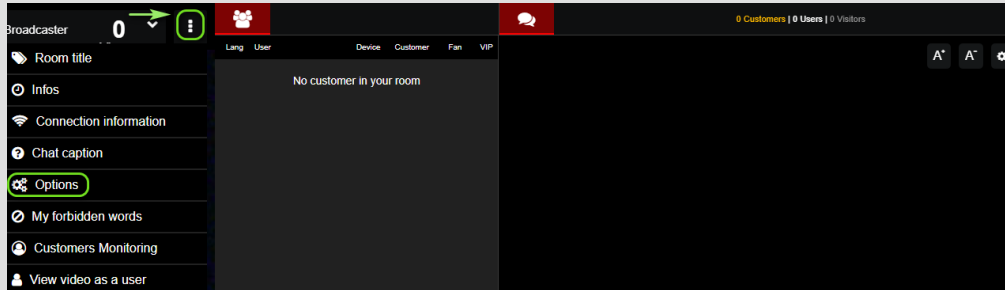 Broadcaster 0
Room title
Infos
Connection information
Chat caption
Options
My forbidden words
Customers Monitoring
View video as a user
Lang User Device Customer Fan VIP
No customer in your room
0 Customers | 0 Users | 0 Visitors
A+ A-